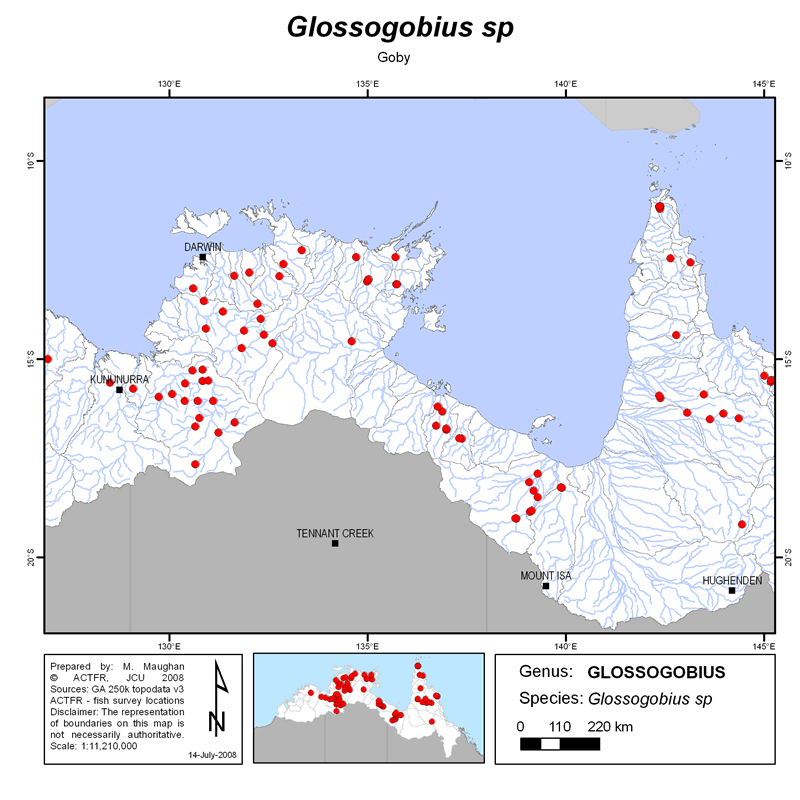 Glossogobius sp
Goby
130°E 135°E 140°E 145°E
10°S 10°S
DARWIN
15°S 15°S
KUNUNURRA
TENNANT CREEK
20°S 20°S
MOUNT ISA
HUGHENDEN
130°E 135°E 140°E 145°E
Prepared by: M. Maughan
© ACTFR, JCU 2008
Sources: GA 250k topodata v3
ACTFR - fish survey locations
Disclaimer: The representation
of boundaries on this map is
not necessarily authoritative.
Scale: 1:11,210,000
N
14-July-2008
Genus: GLOSSOGOBIUS
Species: Glossogobius sp
0 110 220 km